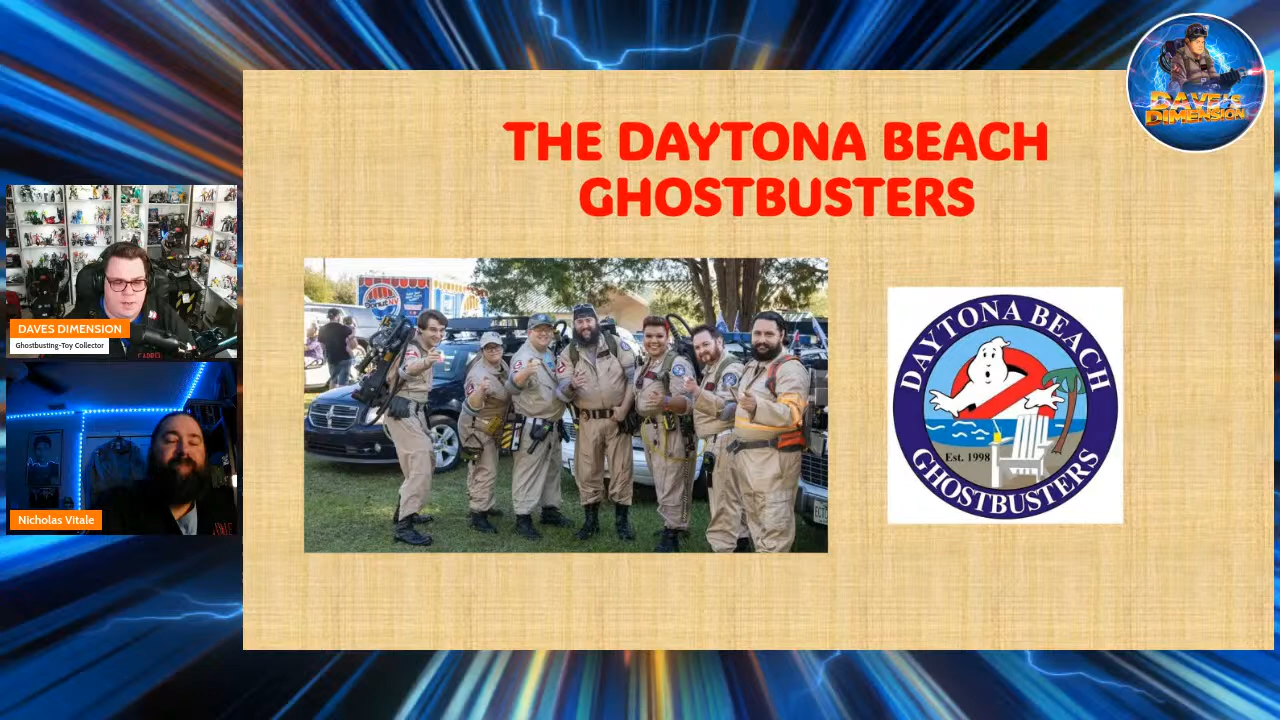 DAVE'S
DIMENSION
THE DAYTONA BEACH
GHOSTBUSTERS
DAVES DIMENSION
Ghostbusting-Toy Collector
Nicholas Vitale
DAYTONA BEACH
Est. 1998
GHOSTBUSTERS